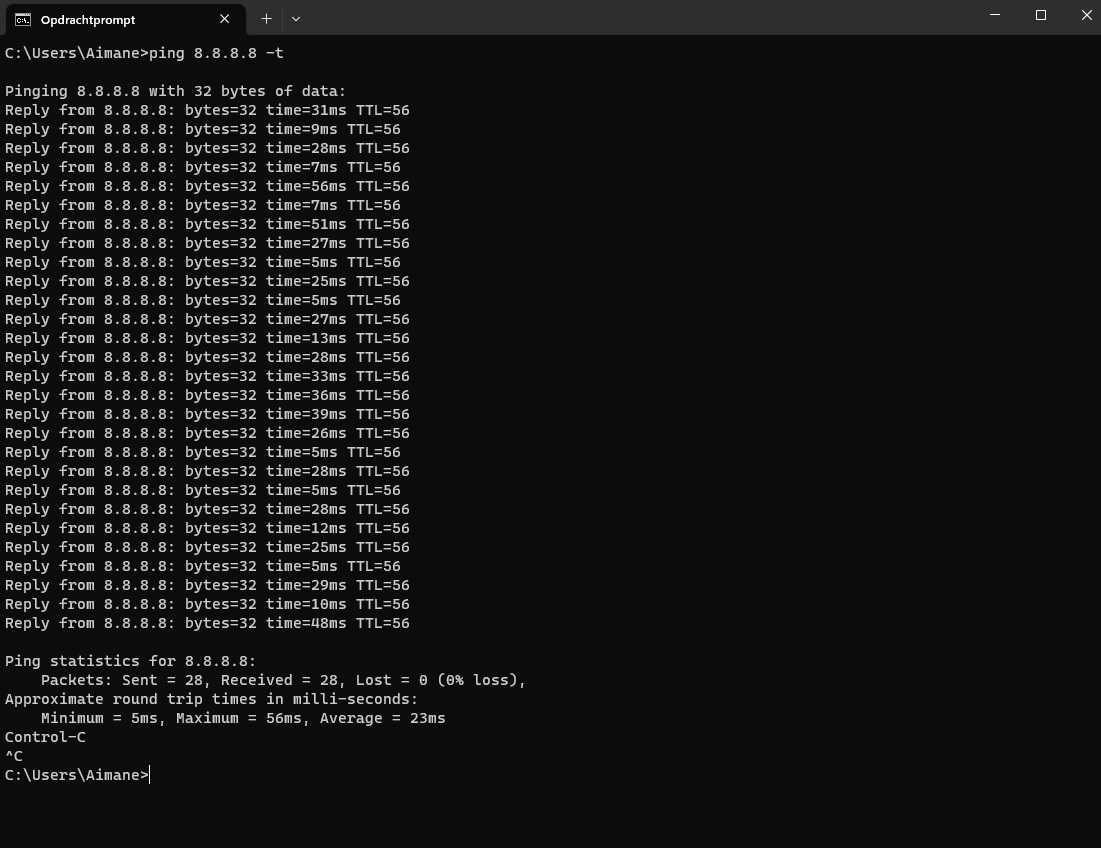 Opdrachtprompt
C:\Users\Aimane>ping 8.8.8.8 -t
Pinging 8.8.8.8 with 32 bytes of data:
Reply from 8.8.8.8: bytes=32 time=31ms TTL=56
Reply from 8.8.8.8: bytes=32 time=9ms TTL=56
Reply from 8.8.8.8: bytes=32 time=28ms TTL=56
Reply from 8.8.8.8: bytes=32 time=7ms TTL=56
Reply from 8.8.8.8: bytes=32 time=56ms TTL=56
Reply from 8.8.8.8: bytes=32 time=7ms TTL=56
Reply from 8.8.8.8: bytes=32 time=51ms TTL=56
Reply from 8.8.8.8: bytes=32 time=27ms TTL=56
Reply from 8.8.8.8: bytes=32 time=5ms TTL=56
Reply from 8.8.8.8: bytes=32 time=25ms TTL=56
Reply from 8.8.8.8: bytes=32 time=5ms TTL=56
Reply from 8.8.8.8: bytes=32 time=27ms TTL=56
Reply from 8.8.8.8: bytes=32 time=13ms TTL=56
Reply from 8.8.8.8: bytes=32 time=28ms TTL=56
Reply from 8.8.8.8: bytes=32 time=33ms TTL=56
Reply from 8.8.8.8: bytes=32 time=36ms TTL=56
Reply from 8.8.8.8: bytes=32 time=39ms TTL=56
Reply from 8.8.8.8: bytes=32 time=26ms TTL=56
Reply from 8.8.8.8: bytes=32 time=5ms TTL=56
Reply from 8.8.8.8: bytes=32 time=28ms TTL=56
Reply from 8.8.8.8: bytes=32 time=5ms TTL=56
Reply from 8.8.8.8: bytes=32 time=28ms TTL=56
Reply from 8.8.8.8: bytes=32 time=12ms TTL=56
Reply from 8.8.8.8: bytes=32 time=25ms TTL=56
Reply from 8.8.8.8: bytes=32 time=5ms TTL=56
Reply from 8.8.8.8: bytes=32 time=29ms TTL=56
Reply from 8.8.8.8: bytes=32 time=10ms TTL=56
Reply from 8.8.8.8: bytes=32 time=48ms TTL=56
Ping statistics for 8.8.8.8:
    Packets: Sent = 28, Received = 28, Lost = 0 (0% loss),
Approximate round trip times in milli-seconds:
    Minimum = 5ms, Maximum = 56ms, Average = 23ms
Control-C
^C
C:\Users\Aimane>